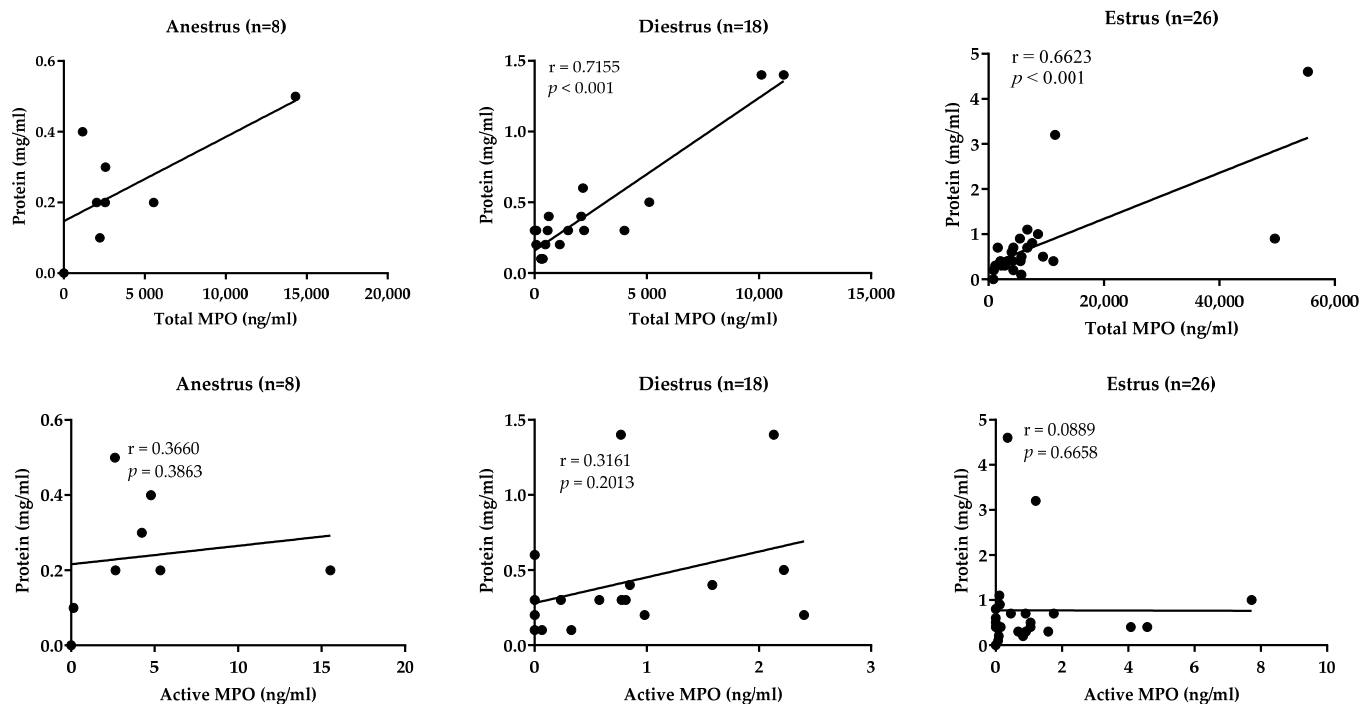 Anestrus (n=8)
Protein (mg/ml)
0.6
0.4
0.2
0.0
0
5 000
10,000
15,000
20,000
Total MPO (ng/ml)
Diestrus (n=18)
r = 0.7155
p < 0.001
Protein (mg/ml)
1.5
1.0
0.5
0.0
0
5 000
10,000
15,000
Total MPO (ng/ml)
Estrus (n=26)
r = 0.6623
p < 0.001
Protein (mg/ml)
5
4
3
2
1
0
0
20,000
40,000
60,000
Total MPO (ng/ml)
Anestrus (n=8)
r = 0.3660
p = 0.3863
Protein (mg/ml)
0.6
0.4
0.2
0.0
0
5
10
15
20
Active MPO (ng/ml)
Diestrus (n=18)
r = 0.3161
p = 0.2013
Protein (mg/ml)
1.5
1.0
0.5
0.0
0
1
2
3
Active MPO (ng/ml)
Estrus (n=26)
r = 0.0889
p = 0.6658
Protein (mg/ml)
5
4
3
2
1
0
0
2
4
6
8
10
Active MPO (ng/ml)